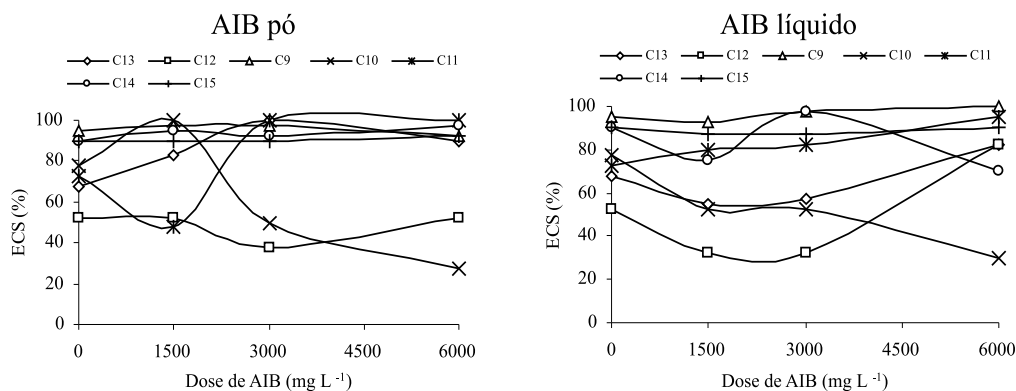 AIB pó
C13 C12 C9 C10 C11
C14 C15
100
80
60
40
20
0
ECS (%)
0 1500 3000 4500 6000
Dose de AIB (mg L -1)
AIB líquido
C13 C12 C9 C10 C11
C14 C15
100
80
60
40
20
0
ECS (%)
0 1500 3000 4500 6000
Dose de AIB (mg L -1)